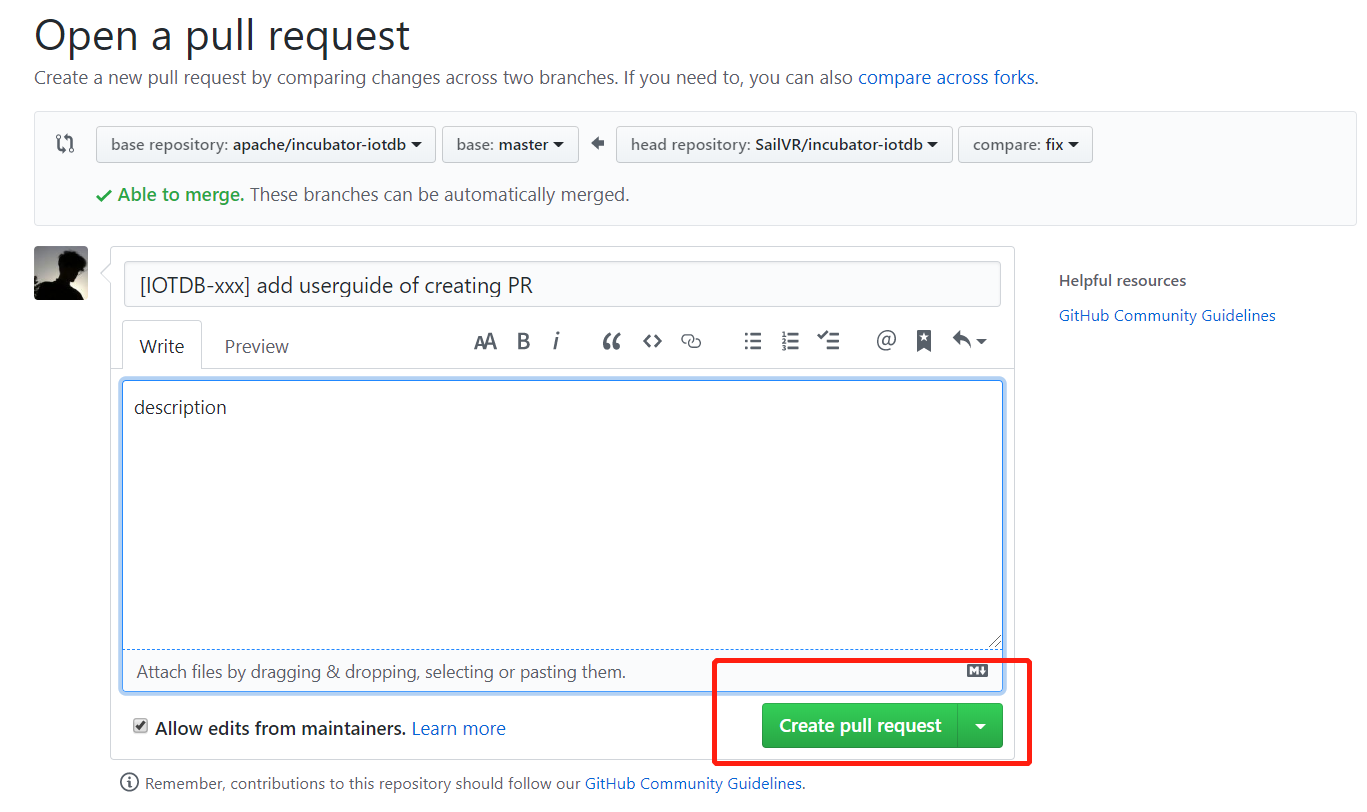 Open a pull request
Create a new pull request by comparing changes across two branches. If you need to, you can also compare across forks.
base repository: apache/incubator-iotdb base: master head repository: SailVR/incubator-iotdb compare: fix
Able to merge. These branches can be automatically merged.
[IOTDB-xxx] add userguide of creating PR
Helpful resources
GitHub Community Guidelines
Write Preview AA B i
description
Attach files by dragging & dropping, selecting or pasting them.
Allow edits from maintainers. Learn more
Create pull request
Remember, contributions to this repository should follow our GitHub Community Guidelines.